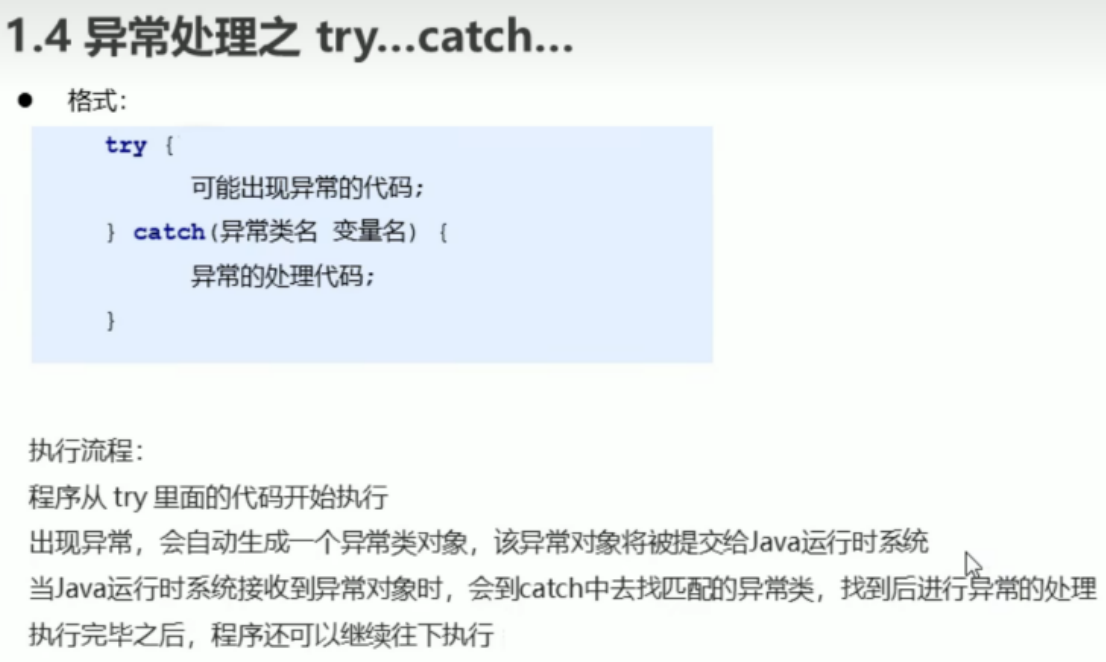 1.4 异常处理之 try...catch...
● 格式：
try {
可能出现异常的代码;
} catch(异常类名 变量名) {
异常的处理代码;
}
执行流程：
程序从 try 里面的代码开始执行
出现异常，会自动生成一个异常类对象，该异常对象将被提交给Java运行时系统
当Java运行时系统接收到异常对象时，会到catch中去找匹配的异常类，找到后进行异常的处理
执行完毕之后，程序还可以继续往下执行